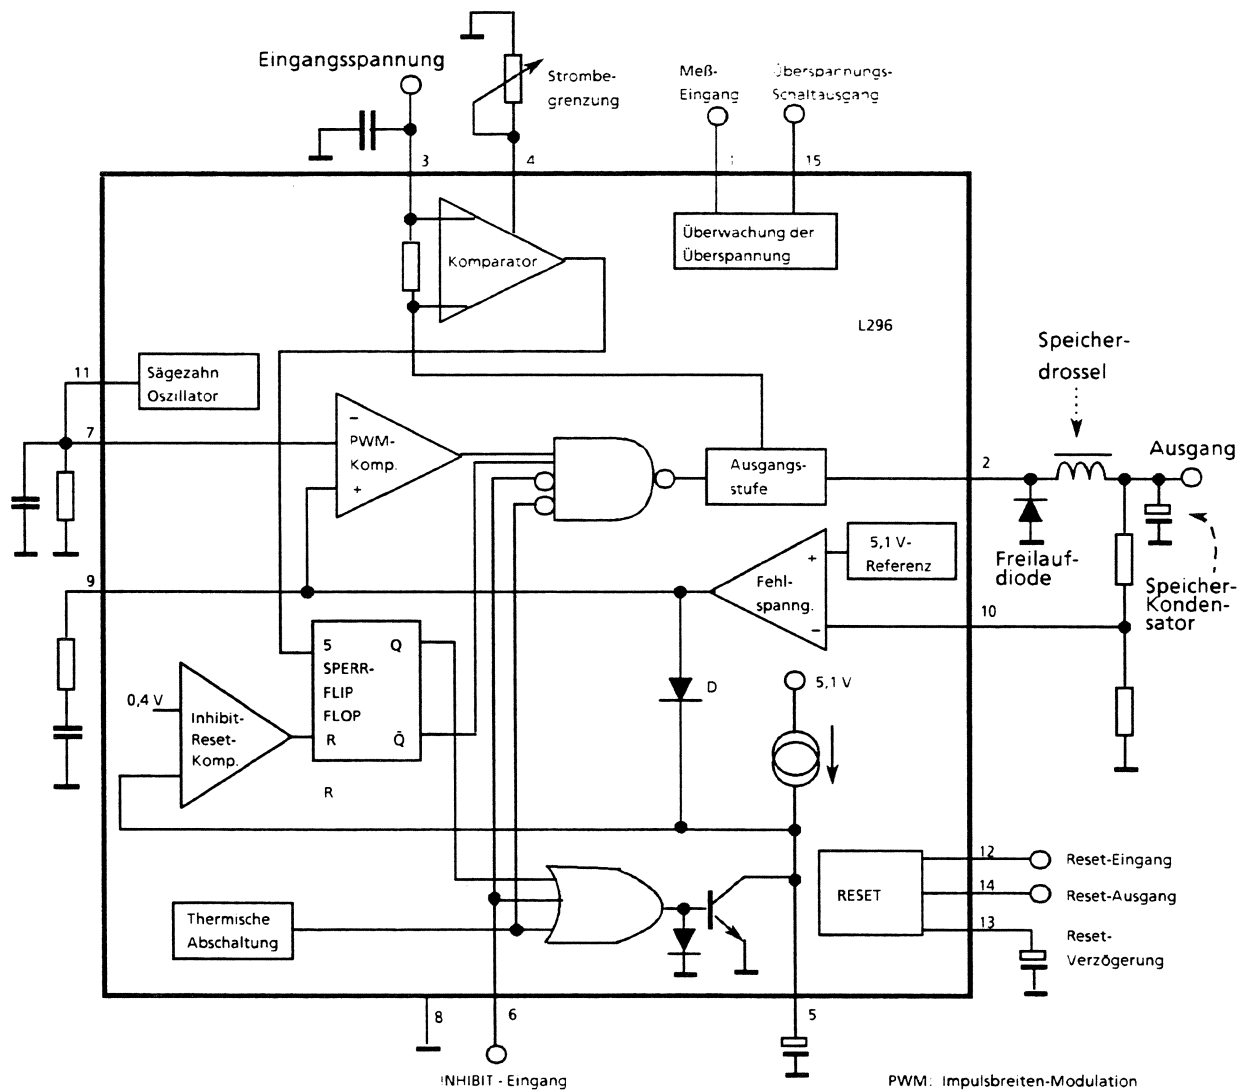 Eingangsspannung
Strombe-
grenzung
Meß-
Eingang
Überspannungs-
Schaltausgang
3
4
1
15
Überwachung der
Überspannung
Komparator
L296
Speicher-
drossel
11
Sägezahn
Oszillator
7
–
PWM-
Komp.
+
Ausgangs-
stufe
2
Ausgang
5,1 V-
Referenz
+
Fehl-
spanng.
–
Freilauf-
diode
Speicher-
Konden-
sator
9
10
S Q
SPERR-
FLIP
FLOP
R Q̄
0,4 V
Inhibit-
Reset-
Komp.
R
D
5,1 V
Thermische
Abschaltung
RESET
12
Reset-Eingang
14
Reset-Ausgang
13
Reset-
Verzögerung
8
6
5
INHIBIT - Eingang
PWM: Impulsbreiten-Modulation